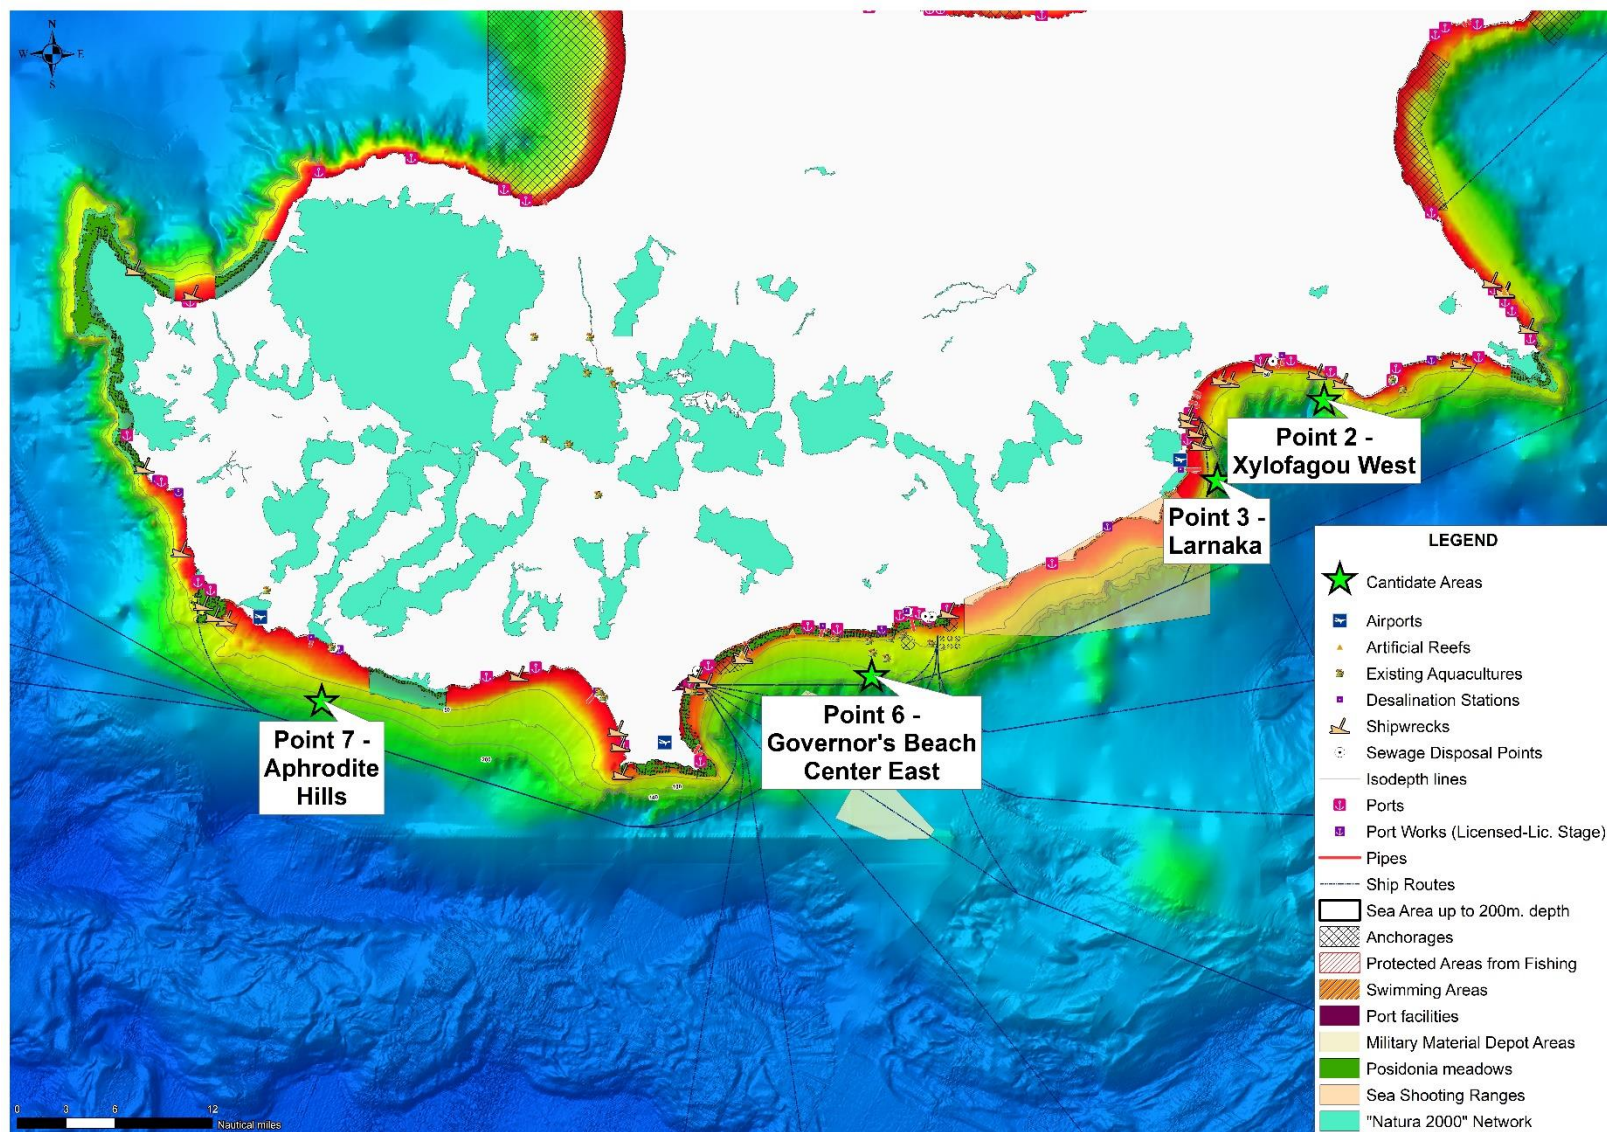 N
W E
S
Point 2 -
Xylofagou West
Point 3 -
Larnaka
Point 6 -
Governor's Beach
Center East
Point 7 -
Aphrodite
Hills
50
200
100
LEGEND
Cantidate Areas
Airports
Artificial Reefs
Existing Aquacultures
Desalination Stations
Shipwrecks
Sewage Disposal Points
Isodepth lines
Ports
Port Works (Licensed-Lic. Stage)
Pipes
Ship Routes
Sea Area up to 200m. depth
Anchorages
Protected Areas from Fishing
Swimming Areas
Port facilities
Military Material Depot Areas
Posidonia meadows
Sea Shooting Ranges
"Natura 2000" Network
0 3 6 12
Nautical miles